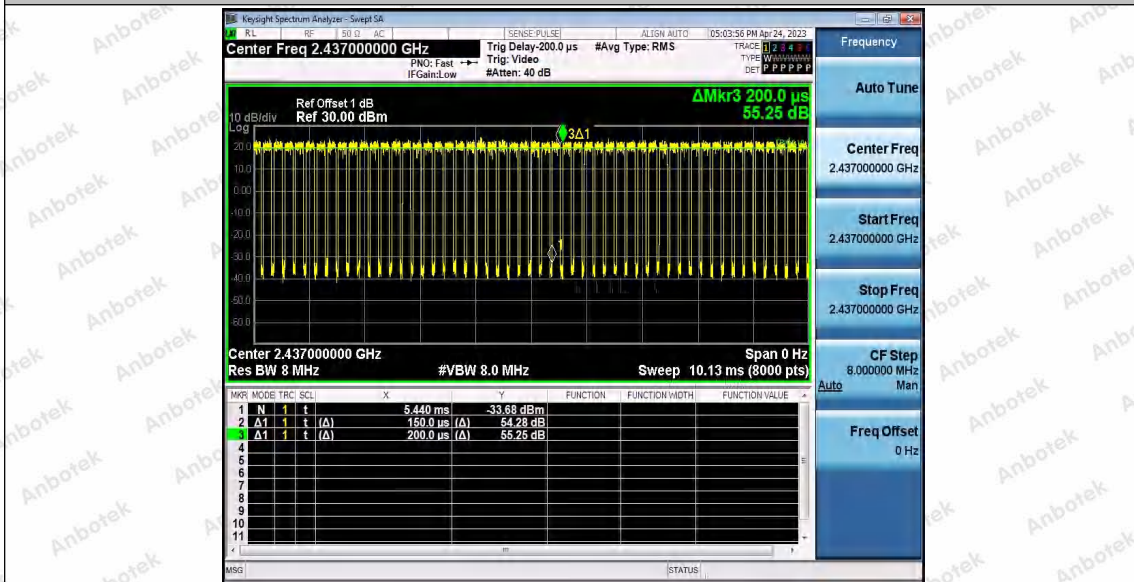 Keysight Spectrum Analyzer - Swept SA
RL RF 50 Ω AC SENSE:PULSE ALIGN AUTO 05:03:56 PM Apr 24, 2023
Center Freq 2.437000000 GHz
PNO: Fast
IFGain:Low
Trig Delay-200.0 µs
Trig: Video
#Atten: 40 dB
#Avg Type: RMS
TRACE 1 2 3 4 5 6
TYPE WWWWWW
DET P P P P P P
Ref Offset 1 dB
10 dB/div Ref 30.00 dBm
Log
ΔMkr3 200.0 µs
55.25 dB
3Δ1
20.0
10.0
0.00
-10.0
-20.0
-30.0
1
-40.0
-50.0
-60.0
Center 2.437000000 GHz Span 0 Hz
Res BW 8 MHz #VBW 8.0 MHz Sweep 10.13 ms (8000 pts)
MKR MODE TRC SCL X Y FUNCTION FUNCTION WIDTH FUNCTION VALUE
1 N 1 t 5.440 ms -33.68 dBm
2 Δ1 1 t (Δ) 150.0 µs (Δ) 54.28 dB
3 Δ1 1 t (Δ) 200.0 µs (Δ) 55.25 dB
4
5
6
7
8
9
10
11
MSG STATUS
Frequency
Auto Tune
Center Freq
2.437000000 GHz
Start Freq
2.437000000 GHz
Stop Freq
2.437000000 GHz
CF Step
8.000000 MHz
Auto Man
Freq Offset
0 Hz
Anbotek